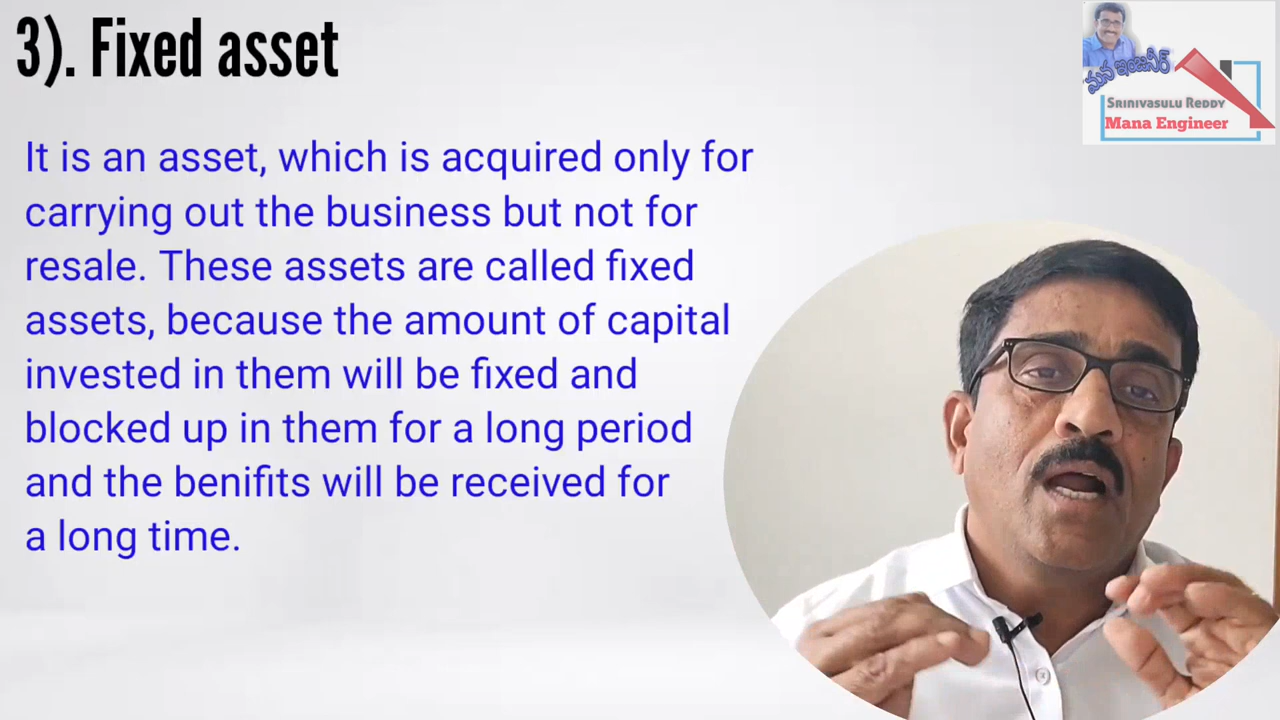 3). Fixed asset
It is an asset, which is acquired only for
carrying out the business but not for
resale. These assets are called fixed
assets, because the amount of capital
invested in them will be fixed and
blocked up in them for a long period
and the benifits will be received for
a long time.
మన ఇంజనీర్
Srinivasulu Reddy
Mana Engineer